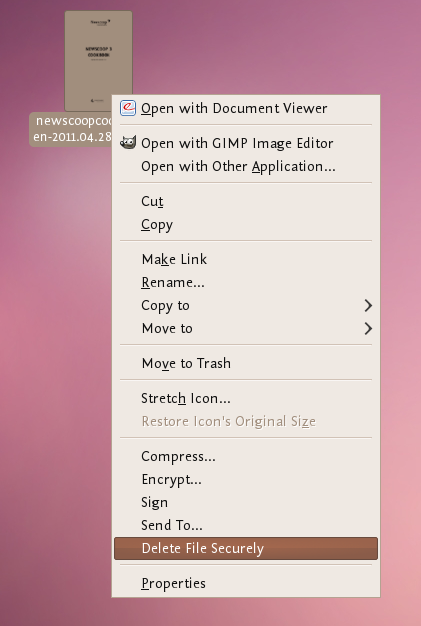 NEWSCOOP 3
COOKBOOK
newscoopcoo
en-2011.04.28
Open with Document Viewer
Open with GIMP Image Editor
Open with Other Application...
Cut
Copy
Make Link
Rename...
Copy to
Move to
Move to Trash
Stretch Icon...
Restore Icon's Original Size
Compress...
Encrypt...
Sign
Send To...
Delete File Securely
Properties